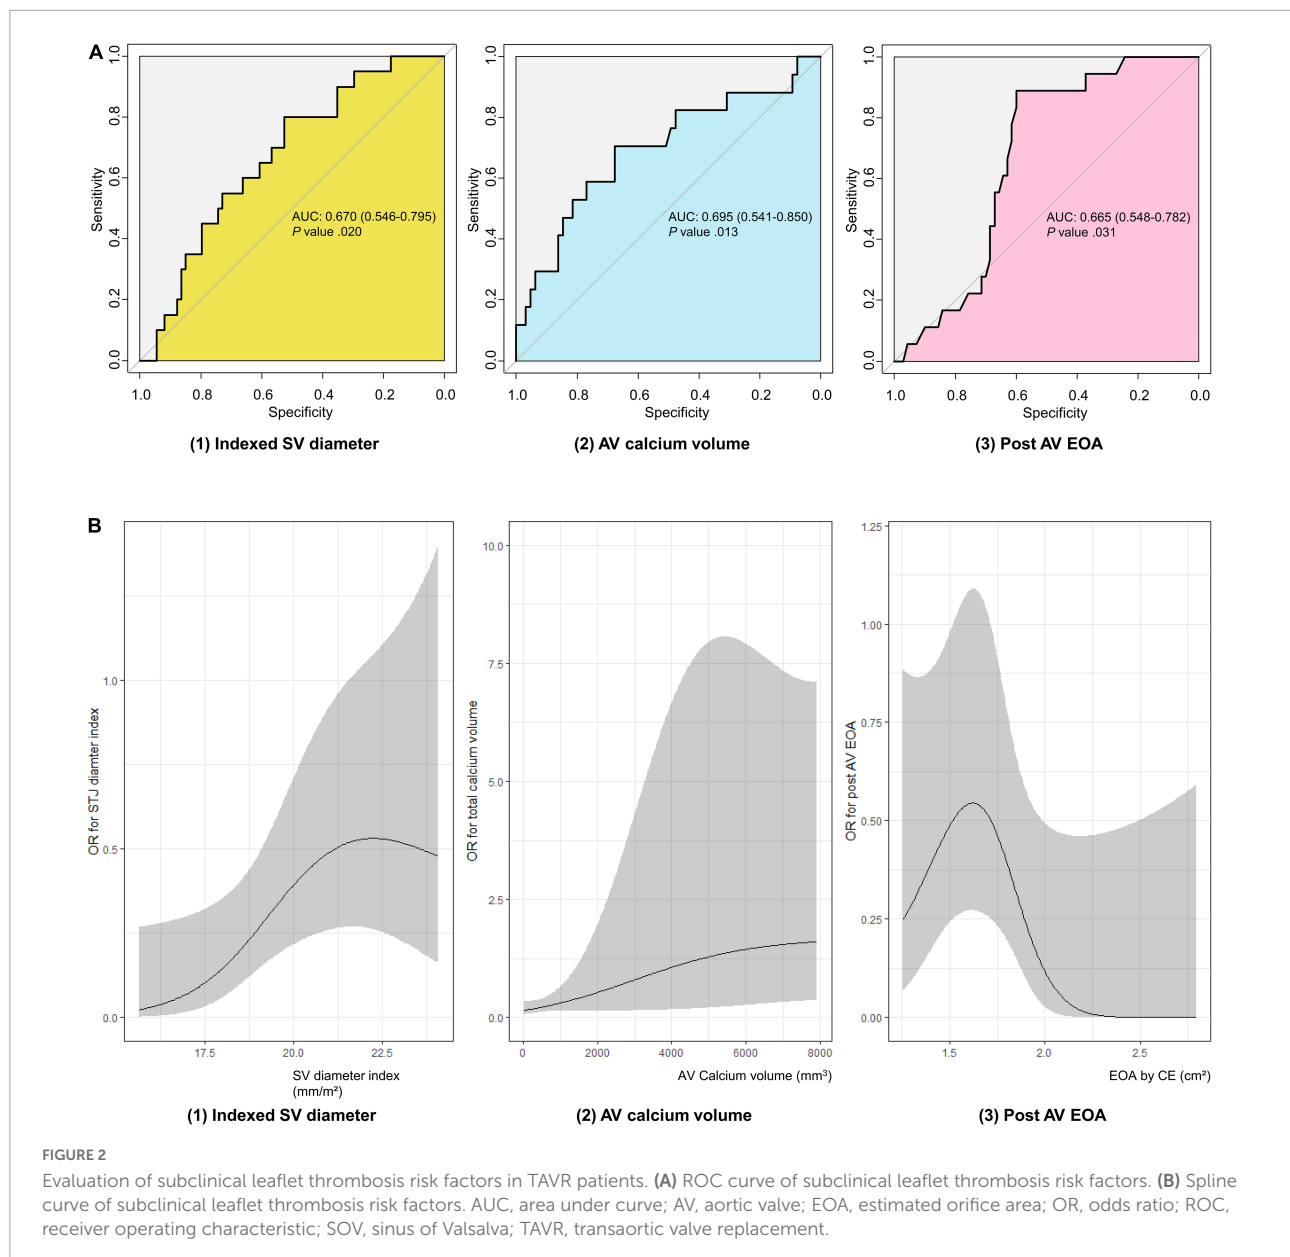 A
1.0
0.8
0.6
0.4
0.2
0.0
Sensitivity
AUC: 0.670 (0.546-0.795)
P value .020
1.0 0.8 0.6 0.4 0.2 0.0
Specificity
(1) Indexed SV diameter
1.0
0.8
0.6
0.4
0.2
0.0
Sensitivity
AUC: 0.695 (0.541-0.850)
P value .013
1.0 0.8 0.6 0.4 0.2 0.0
Specificity
(2) AV calcium volume
1.0
0.8
0.6
0.4
0.2
0.0
Sensitivity
AUC: 0.665 (0.548-0.782)
P value .031
1.0 0.8 0.6 0.4 0.2 0.0
Specificity
(3) Post AV EOA
B
1.0
0.5
0.0
OR for STJ diamter index
17.5 20.0 22.5
SV diameter index
(mm/m²)
(1) Indexed SV diameter
10.0
7.5
5.0
2.5
0.0
OR for total calcium volume
0 2000 4000 6000 8000
AV Calcium volume (mm³)
(2) AV calcium volume
1.25
1.00
0.75
0.50
0.25
0.00
OR for post AV EOA
1.5 2.0 2.5
EOA by CE (cm²)
(3) Post AV EOA
FIGURE 2
Evaluation of subclinical leaflet thrombosis risk factors in TAVR patients. (A) ROC curve of subclinical leaflet thrombosis risk factors. (B) Spline
curve of subclinical leaflet thrombosis risk factors. AUC, area under curve; AV, aortic valve; EOA, estimated orifice area; OR, odds ratio; ROC,
receiver operating characteristic; SOV, sinus of Valsalva; TAVR, transaortic valve replacement.